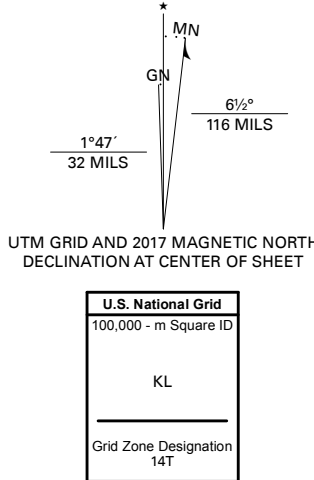 ★
MN
GN
6½°
116 MILS
1°47´
32 MILS
UTM GRID AND 2017 MAGNETIC NORTH
DECLINATION AT CENTER OF SHEET
U.S. National Grid
100,000 - m Square ID
KL
Grid Zone Designation
14T